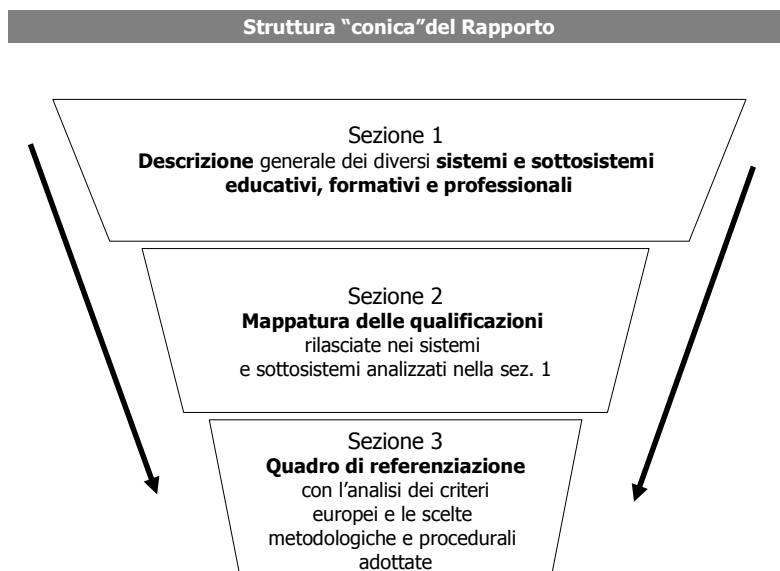 Struttura “conica”del Rapporto
Sezione 1
Descrizione generale dei diversi sistemi e sottosistemi
educativi, formativi e professionali
Sezione 2
Mappatura delle qualificazioni
rilasciate nei sistemi
e sottosistemi analizzati nella sez. 1
Sezione 3
Quadro di referenziazione
con l’analisi dei criteri
europei e le scelte
metodologiche e procedurali
adottate